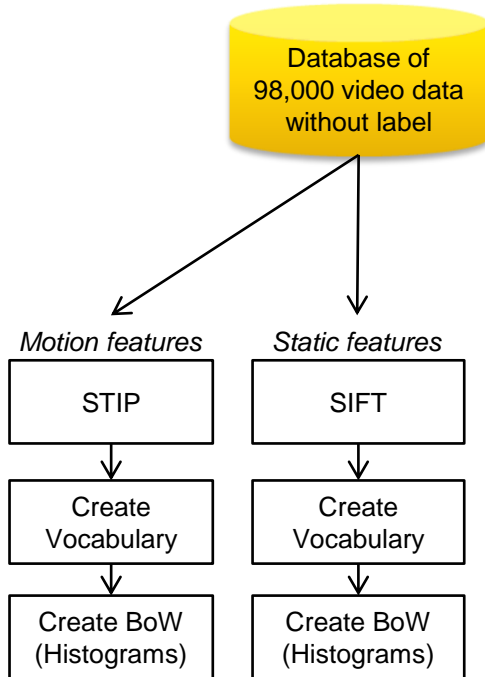 Database of
98,000 video data
without label
Motion features
Static features
STIP
SIFT
Create
Vocabulary
Create
Vocabulary
Create BoW
(Histograms)
Create BoW
(Histograms)